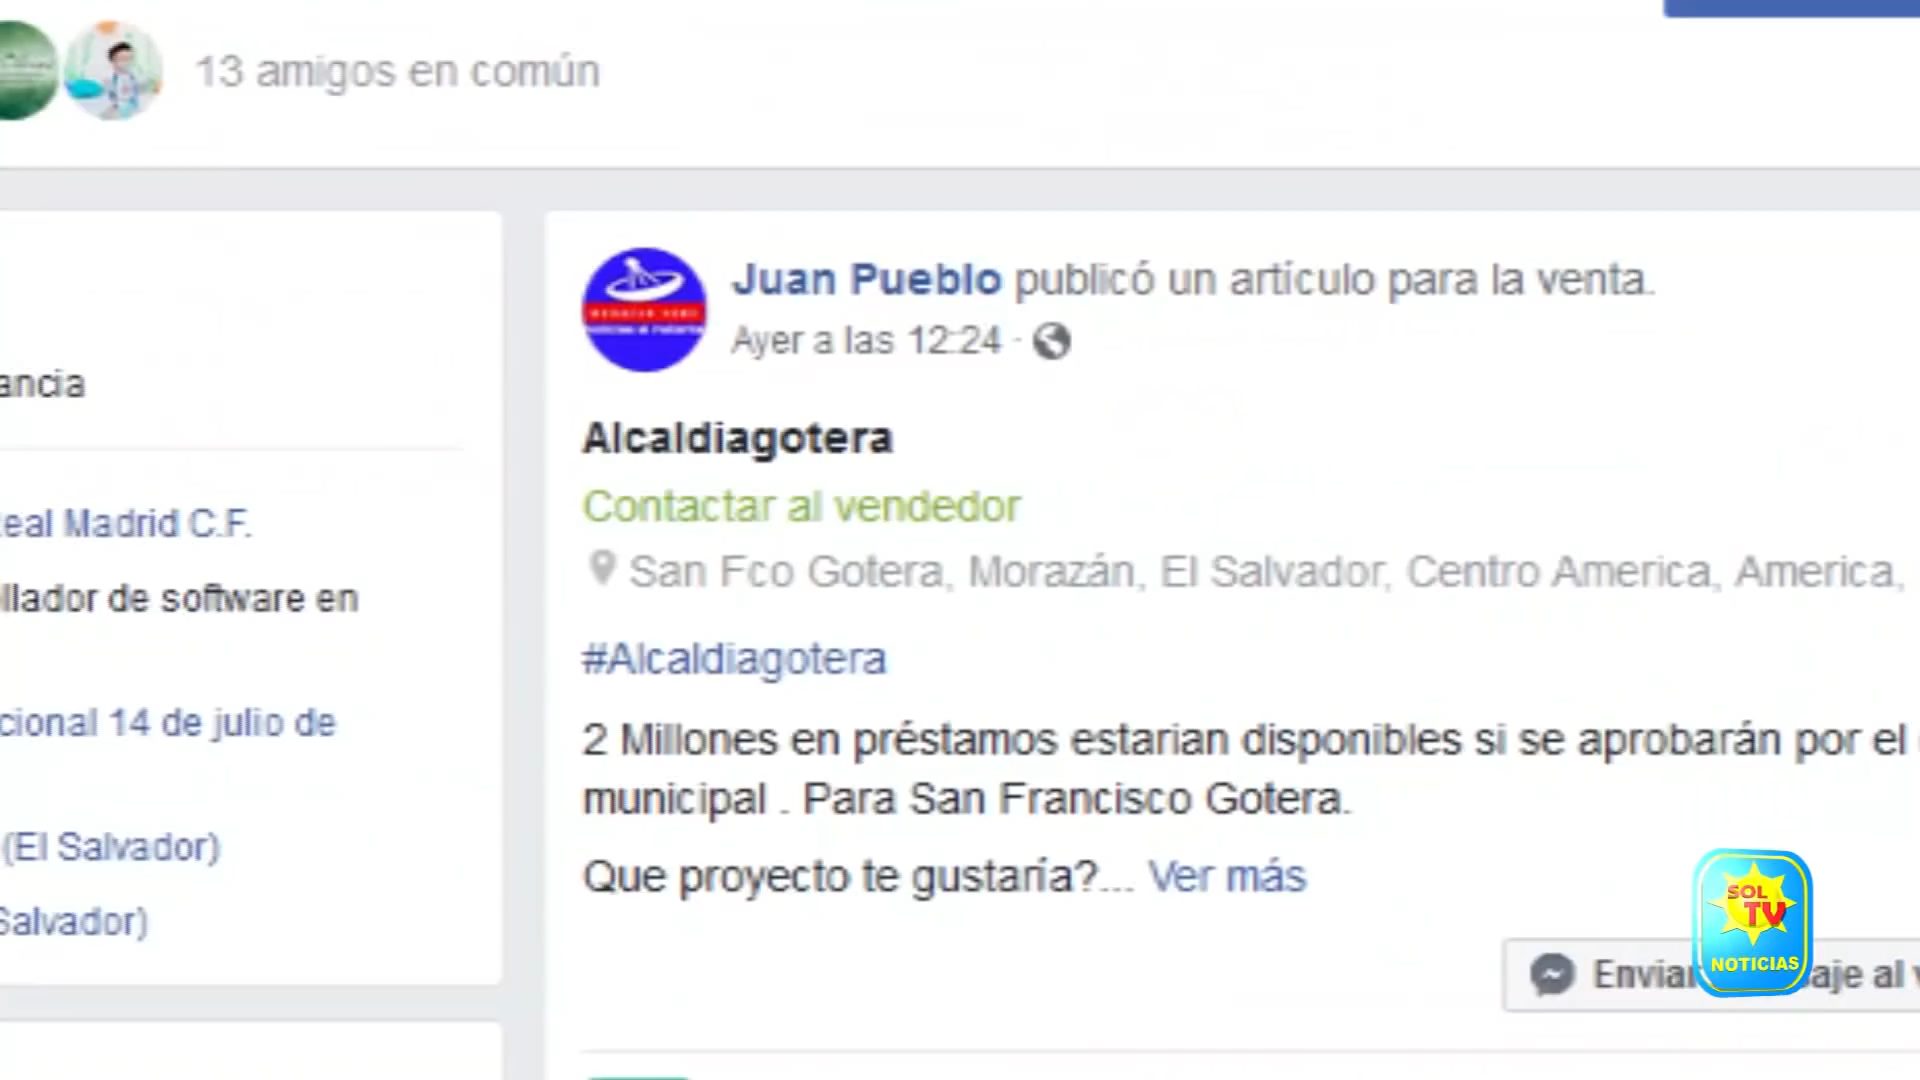 13 amigos en común
ancia
eal Madrid C.F.
llador de software en
cional 14 de julio de
(El Salvador)
Salvador)
Juan Pueblo publicó un artículo para la venta.
Ayer a las 12:24 ·
Alcaldiagotera
Contactar al vendedor
San Fco Gotera, Morazán, El Salvador, Centro America, America,
#Alcaldiagotera
2 Millones en préstamos estarian disponibles si se aprobarán por el
municipal . Para San Francisco Gotera.
Que proyecto te gustaría?... Ver más
Enviar aje al v
SOL
TV
NOTICIAS